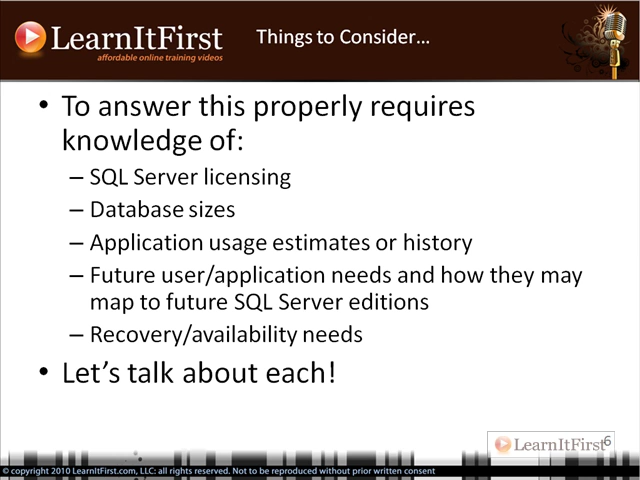 LearnItFirst
affordable online training videos
Things to Consider…
• To answer this properly requires
knowledge of:
– SQL Server licensing
– Database sizes
– Application usage estimates or history
– Future user/application needs and how they may
map to future SQL Server editions
– Recovery/availability needs
• Let's talk about each!
LearnItFirst
6
© copyright 2010 LearnItFirst.com, LLC: all rights reserved. Not to be reproduced without prior written consent